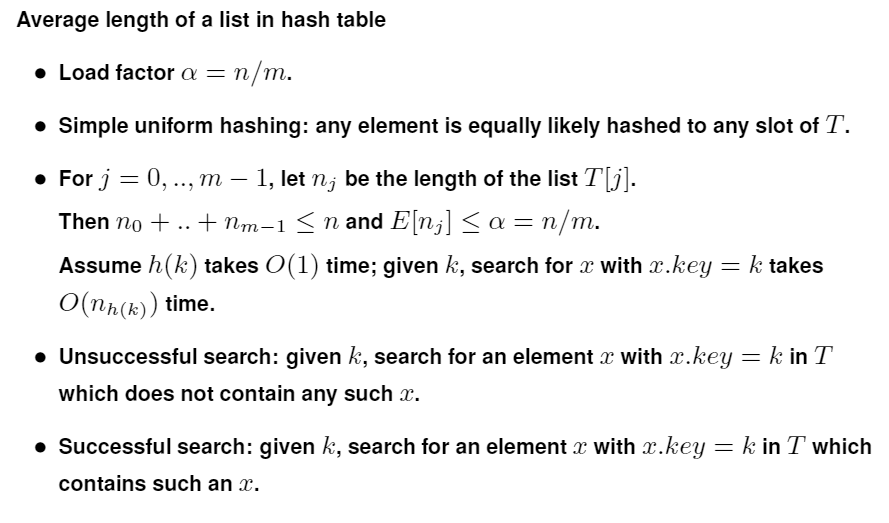 Average length of a list in hash table
● Load factor α = n/m.
● Simple uniform hashing: any element is equally likely hashed to any slot of T.
● For j = 0, .., m − 1, let n_j be the length of the list T[j].
Then n_0 + .. + n_{m−1} ≤ n and E[n_j] ≤ α = n/m.
Assume h(k) takes O(1) time; given k, search for x with x.key = k takes
O(n_{h(k)}) time.
● Unsuccessful search: given k, search for an element x with x.key = k in T
which does not contain any such x.
● Successful search: given k, search for an element x with x.key = k in T which
contains such an x.